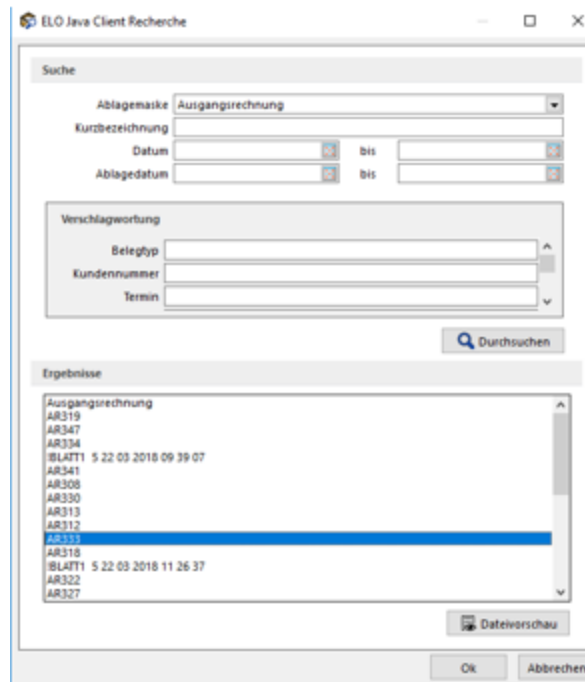 ELO Java Client Recherche
Suche
Ablagemaske Ausgangsrechnung
Kurzbezeichnung
Datum bis
Ablagedatum bis
Verschlagwortung
Belegtyp
Kundennummer
Termin
Durchsuchen
Ergebnisse
Ausgangsrechnung
AR319
AR347
AR334
!BLATT1 5 22 03 2018 09 39 07
AR341
AR308
AR330
AR313
AR312
AR333
AR318
!BLATT1 5 22 03 2018 11 26 37
AR322
AR327
Dateivorschau
Ok Abbrechen